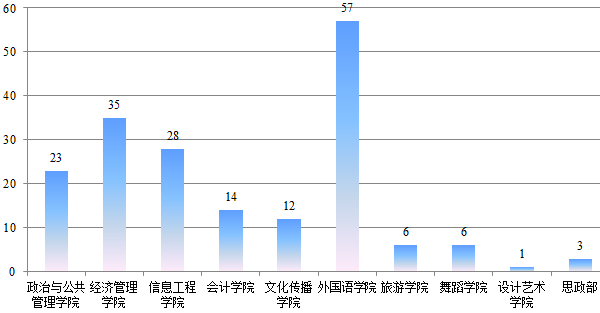 60
50
40
30
20
10
0
23
35
28
14
12
57
6
6
1
3
政治与公共
管理学院
经济管理
学院
信息工程
学院
会计学院
文化传播
学院
外国语学院
旅游学院
舞蹈学院
设计艺术
学院
思政部